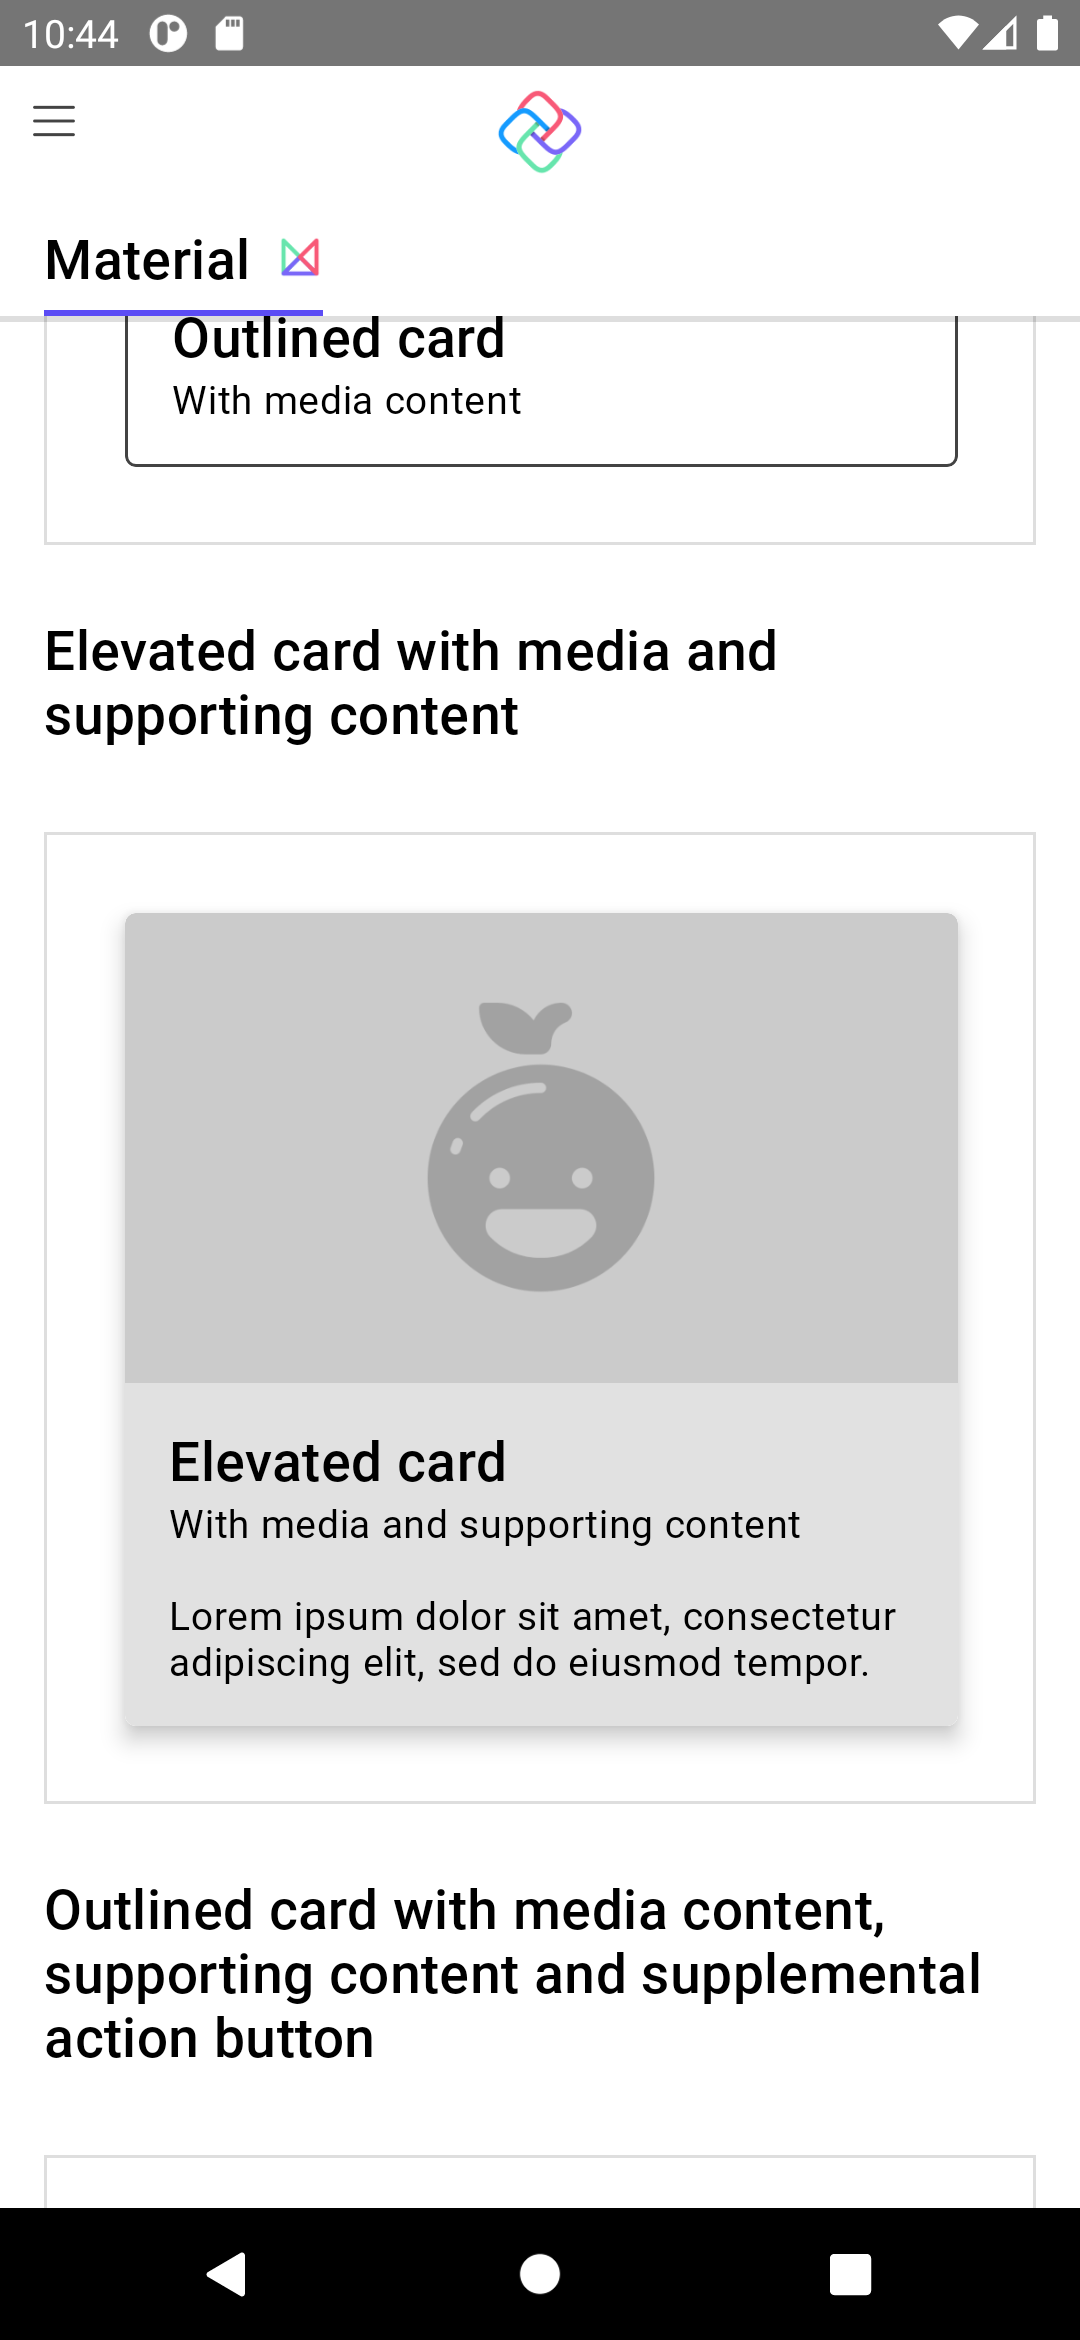 10:44
Material
Outlined card
With media content
Elevated card with media and
supporting content
Elevated card
With media and supporting content
Lorem ipsum dolor sit amet, consectetur
adipiscing elit, sed do eiusmod tempor.
Outlined card with media content,
supporting content and supplemental
action button